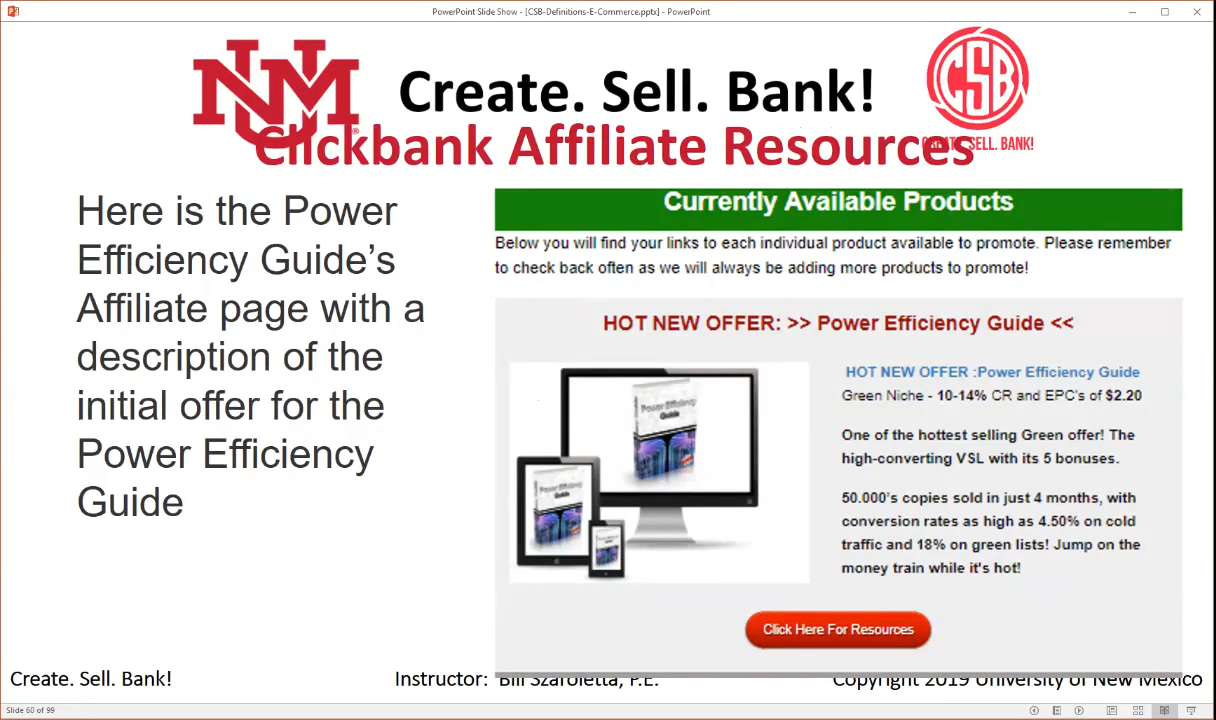 PowerPoint Slide Show - [CSB-Definitions-E-Commerce.pptx] - PowerPoint
UNM
Create. Sell. Bank!
CSB
CREATE. SELL. BANK!
Clickbank Affiliate Resources
Here is the Power
Efficiency Guide’s
Affiliate page with a
description of the
initial offer for the
Power Efficiency
Guide
Currently Available Products
Below you will find your links to each individual product available to promote. Please remember
to check back often as we will always be adding more products to promote!
HOT NEW OFFER: >> Power Efficiency Guide <<
Power Efficiency
Guide
Power Efficiency
Guide
HOT NEW OFFER :Power Efficiency Guide
Green Niche - 10-14% CR and EPC's of $2.20
One of the hottest selling Green offer! The
high-converting VSL with its 5 bonuses.
50.000's copies sold in just 4 months, with
conversion rates as high as 4.50% on cold
traffic and 18% on green lists! Jump on the
money train while it's hot!
Click Here For Resources
Create. Sell. Bank!
Instructor: Bill Szaroletta, P.E.
Copyright 2019 University of New Mexico
Slide 60 of 99